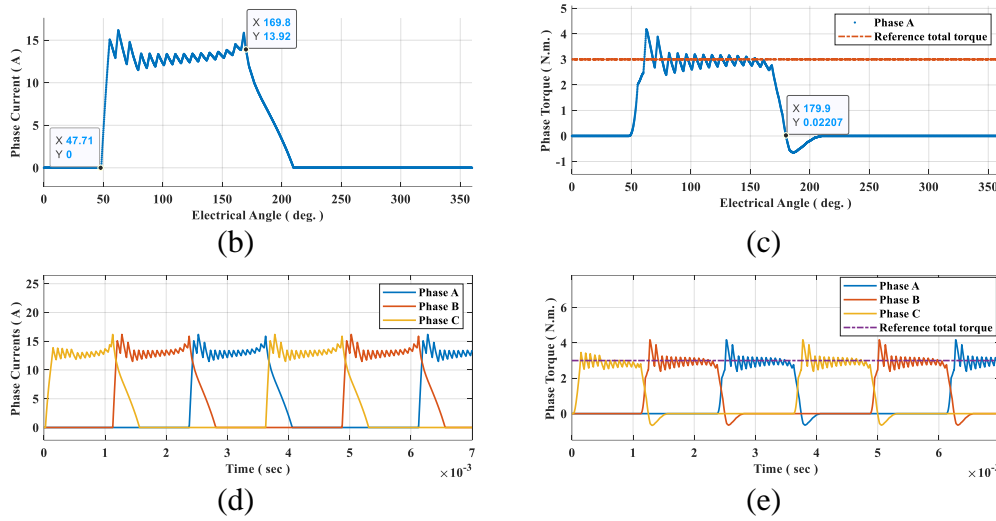 15
10
5
0
Phase Current ( A )
X 169.8
Y 13.92
X 47.71
Y 0
0 50 100 150 200 250 300 350
Electrical Angle ( deg. )
(b)
5
4
3
2
1
0
-1
Phase Torque ( N.m. )
Phase A
Reference total torque
X 179.9
Y 0.02207
0 50 100 150 200 250 300 350
Electrical Angle ( deg. )
(c)
25
20
15
10
5
0
Phase Currents ( A )
Phase A
Phase B
Phase C
0 1 2 3 4 5 6 7
Time ( sec )
×10-3
(d)
6
4
2
0
Phase Torque ( N.m. )
Phase A
Phase B
Phase C
Reference total torque
0 1 2 3 4 5 6
Time ( sec )
×10-3
(e)